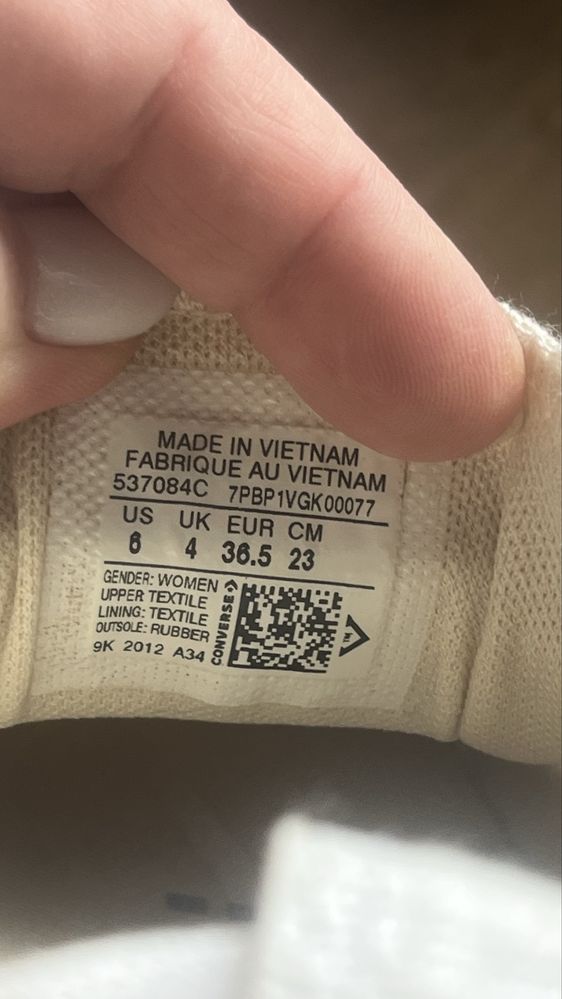 MADE IN VIETNAM
FABRIQUE AU VIETNAM
537084C 7PBP1VGK00077
US UK EUR CM
6 4 36.5 23
GENDER: WOMEN
UPPER TEXTILE
LINING: TEXTILE
OUTSOLE: RUBBER
9K 2012 A34
CONVERSE
TM